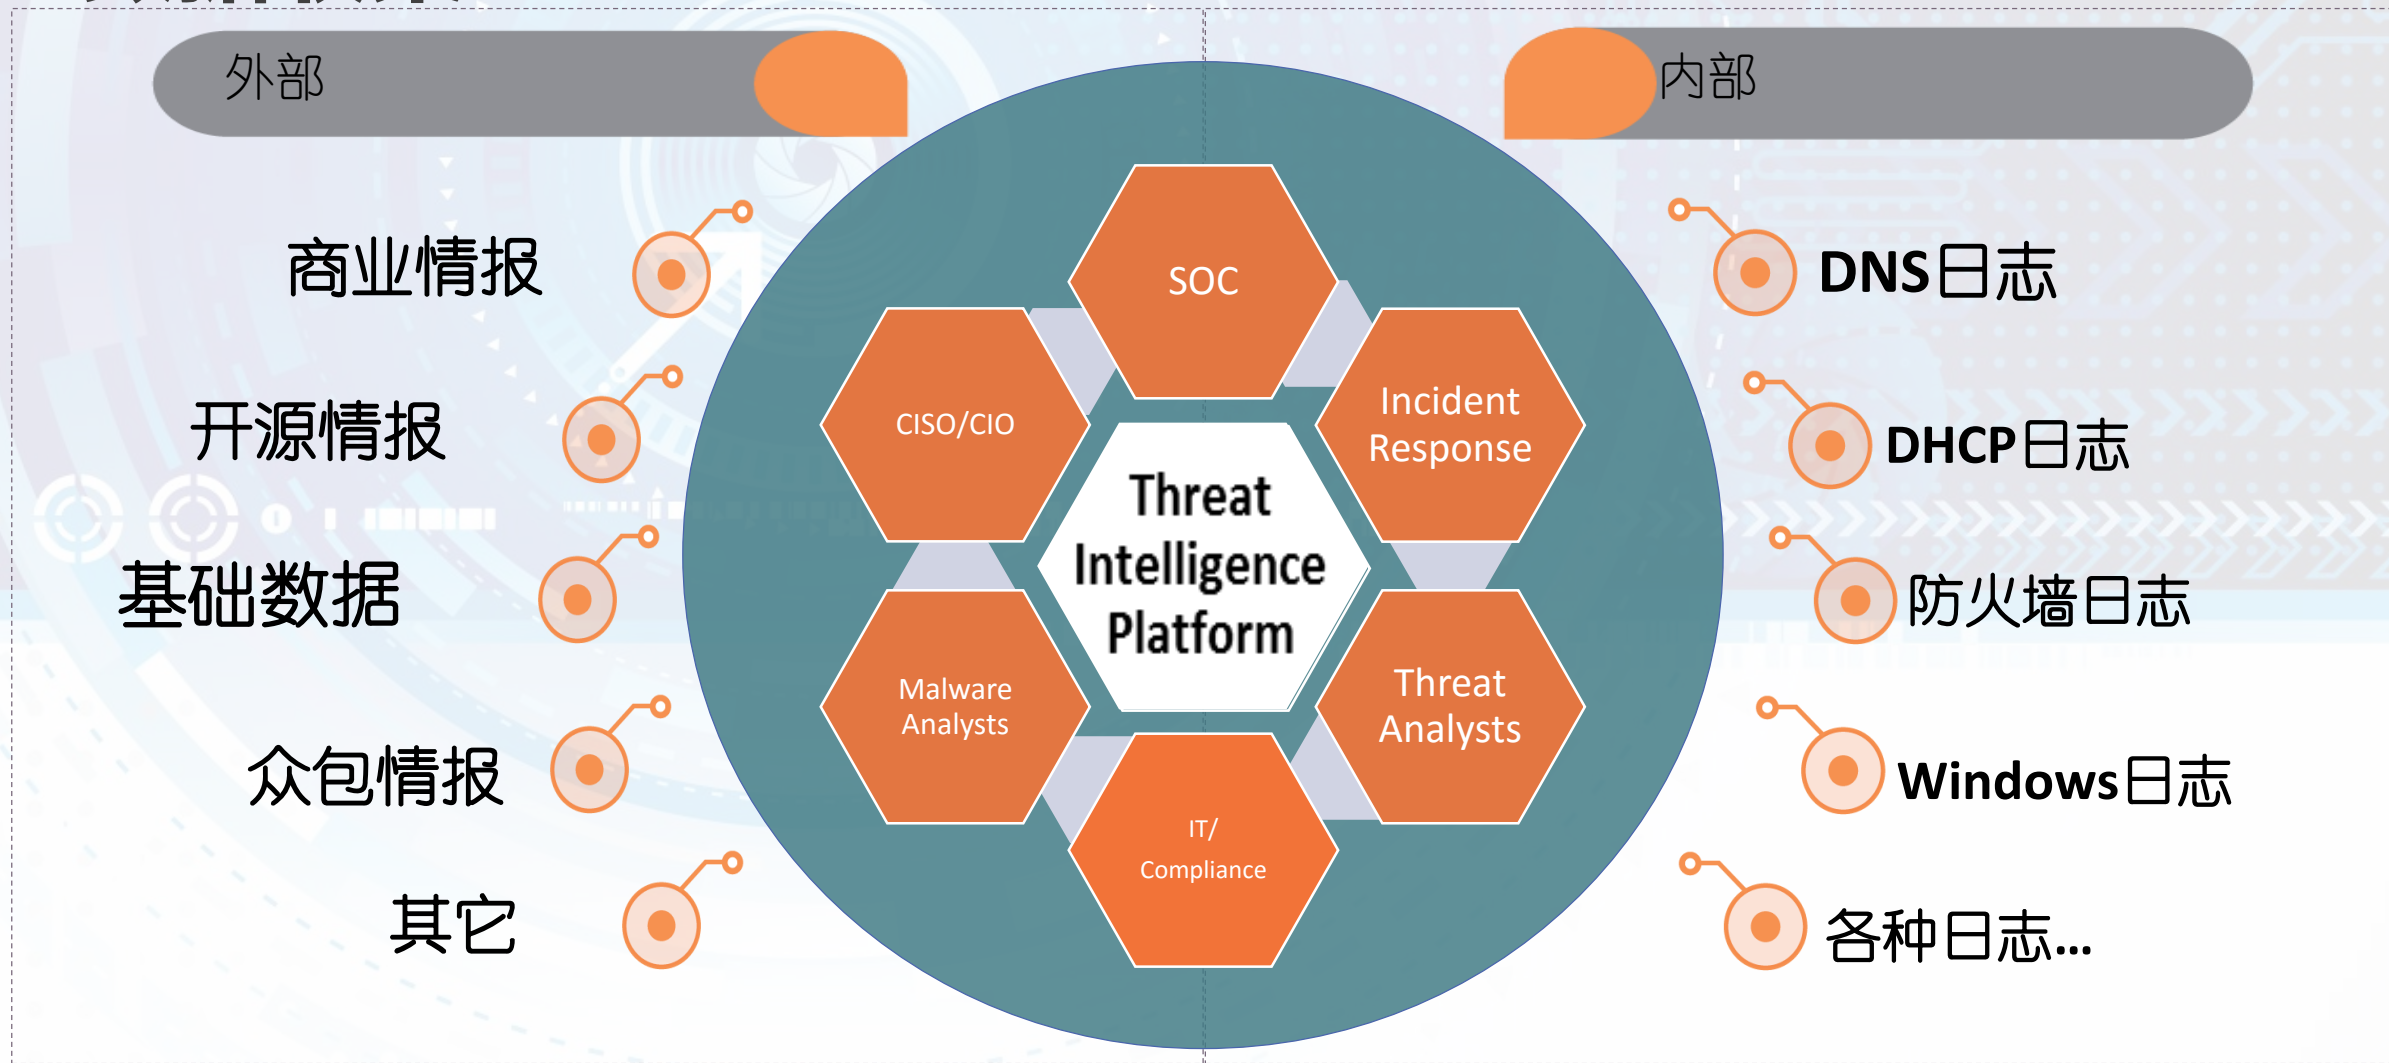 外部
内部
商业情报
开源情报
基础数据
众包情报
其它
SOC
CISO/CIO
Incident
Response
Threat
Intelligence
Platform
Malware
Analysts
Threat
Analysts
IT/
Compliance
DNS日志
DHCP日志
防火墙日志
Windows日志
各种日志...